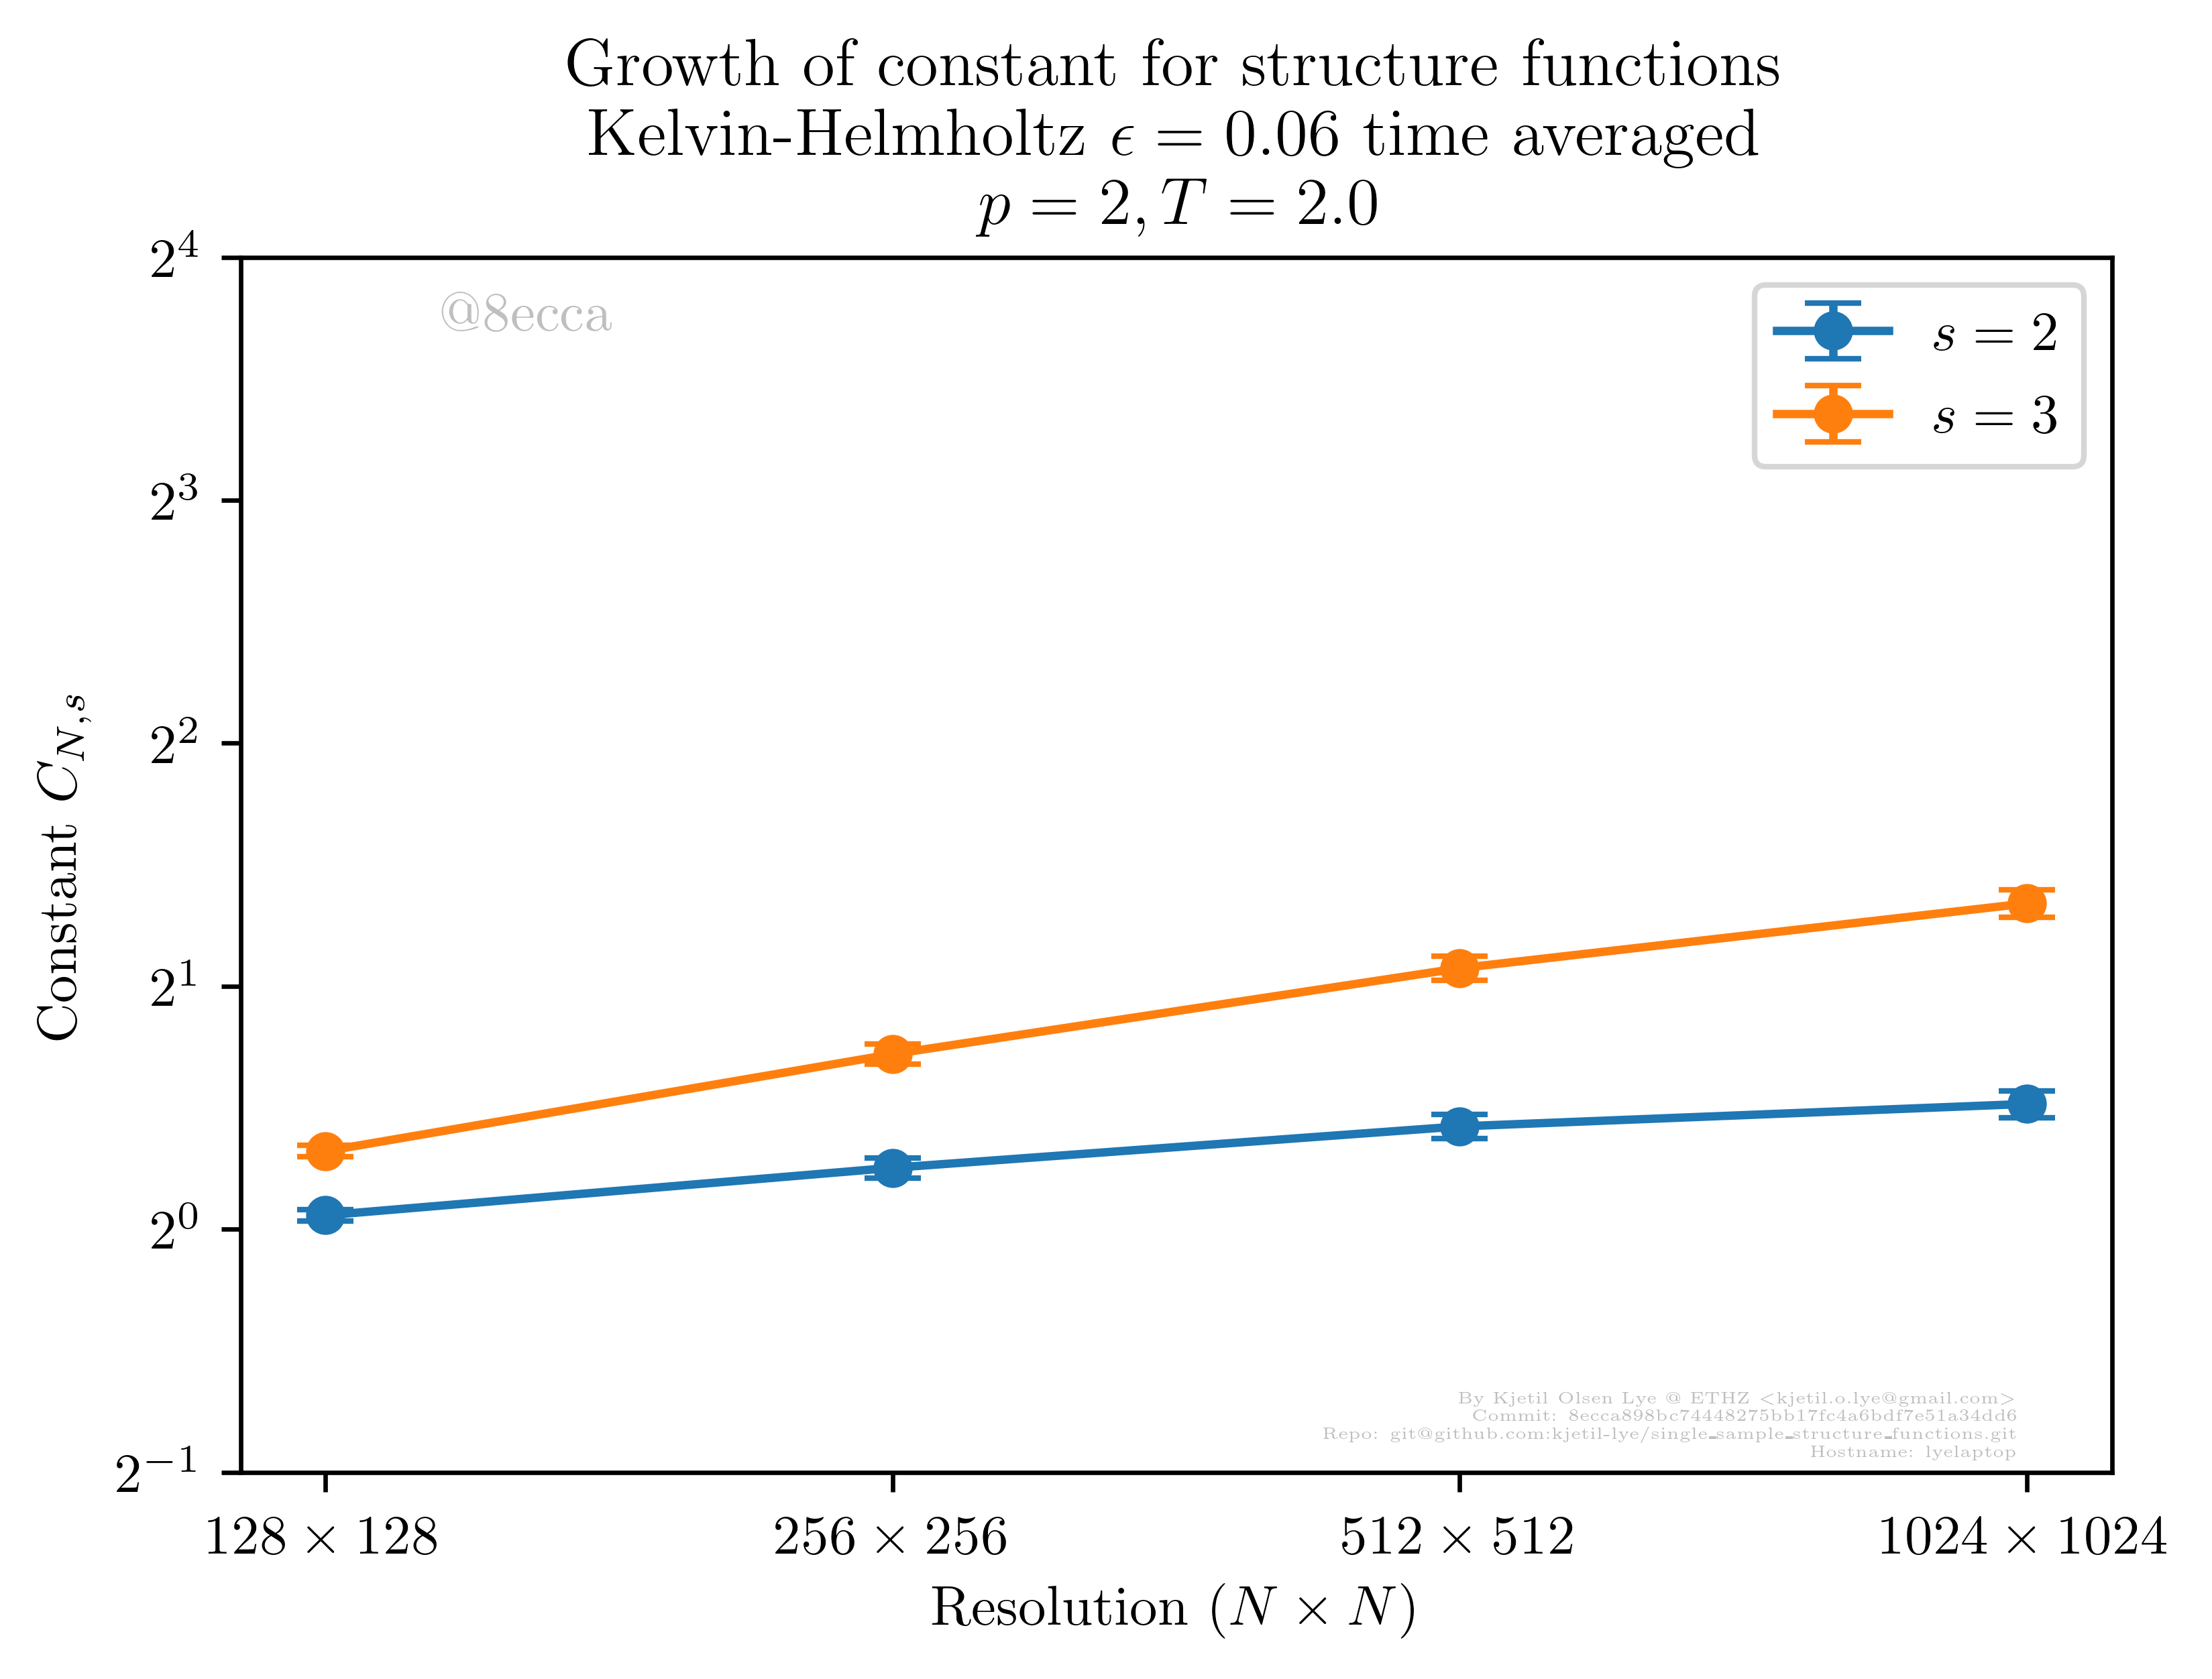 Growth of constant for structure functions
Kelvin-Helmholtz ϵ = 0.06 time averaged
p = 2, T = 2.0
@8ecca
s = 2
s = 3
2⁴
2³
2²
2¹
2⁰
2⁻¹
Constant C_{N,s}
By Kjetil Olsen Lye @ ETHZ <kjetil.o.lye@gmail.com>
Commit: 8ecca898bc74448275bb17fc4a6bdf7e51a34dd6
Repo: git@github.com:kjetil-lye/single_sample_structure_functions.git
Hostname: lyelaptop
128 × 128
256 × 256
512 × 512
1024 × 1024
Resolution (N × N)